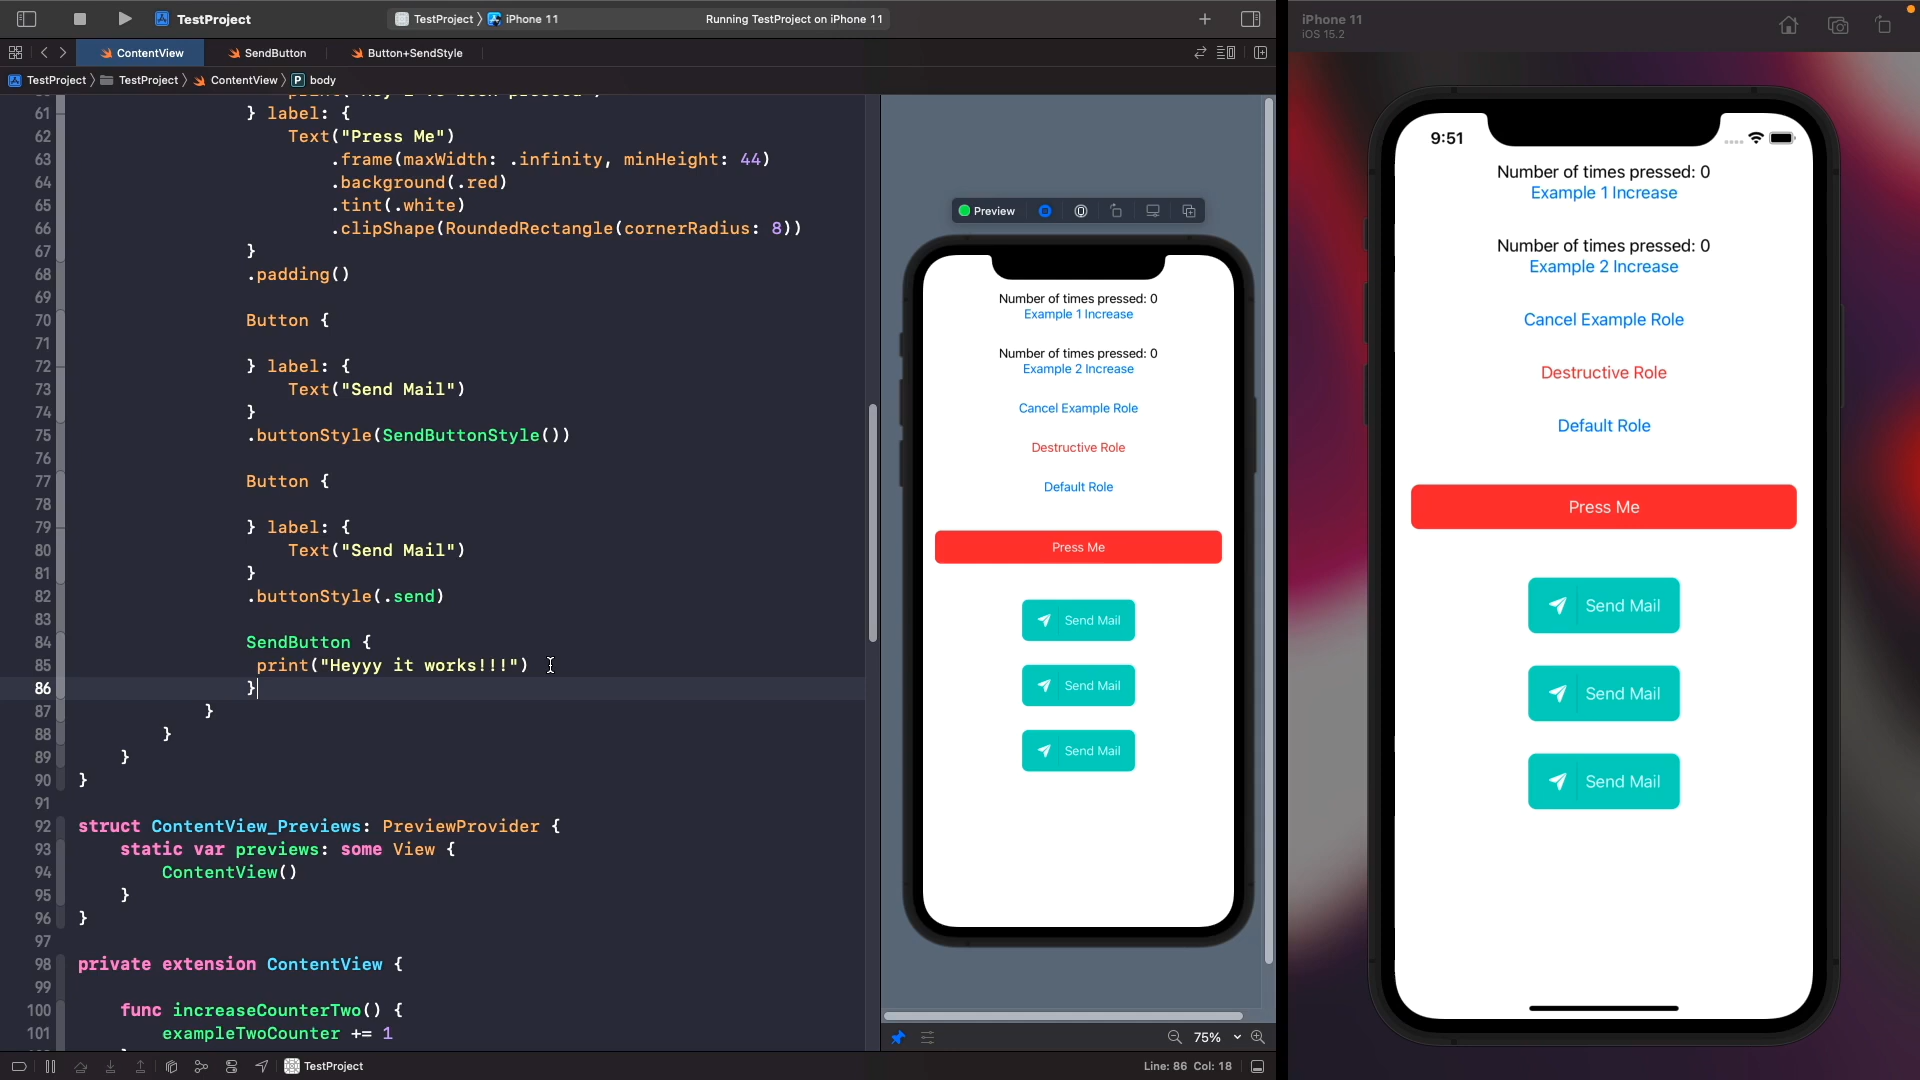 TestProject
TestProject
iPhone 11
Running TestProject on iPhone 11
ContentView
SendButton
Button+SendStyle
TestProject
TestProject
ContentView
P body
61 } label: {
62 Text("Press Me")
63 .frame(maxWidth: .infinity, minHeight: 44)
64 .background(.red)
65 .tint(.white)
66 .clipShape(RoundedRectangle(cornerRadius: 8))
67 }
68 .padding()
69
70 Button {
71
72 } label: {
73 Text("Send Mail")
74 }
75 .buttonStyle(SendButtonStyle())
76
77 Button {
78
79 } label: {
80 Text("Send Mail")
81 }
82 .buttonStyle(.send)
83
84 SendButton {
85 print("Heyyy it works!!!")
86 }
87 }
88 }
89 }
90 }
91
92 struct ContentView_Previews: PreviewProvider {
93 static var previews: some View {
94 ContentView()
95 }
96 }
97
98 private extension ContentView {
99
100 func increaseCounterTwo() {
101 exampleTwoCounter += 1
Preview
Number of times pressed: 0
Example 1 Increase
Number of times pressed: 0
Example 2 Increase
Cancel Example Role
Destructive Role
Default Role
Press Me
Send Mail
Send Mail
Send Mail
75%
TestProject
Line: 86 Col: 18
iPhone 11
iOS 15.2
9:51
Number of times pressed: 0
Example 1 Increase
Number of times pressed: 0
Example 2 Increase
Cancel Example Role
Destructive Role
Default Role
Press Me
Send Mail
Send Mail
Send Mail